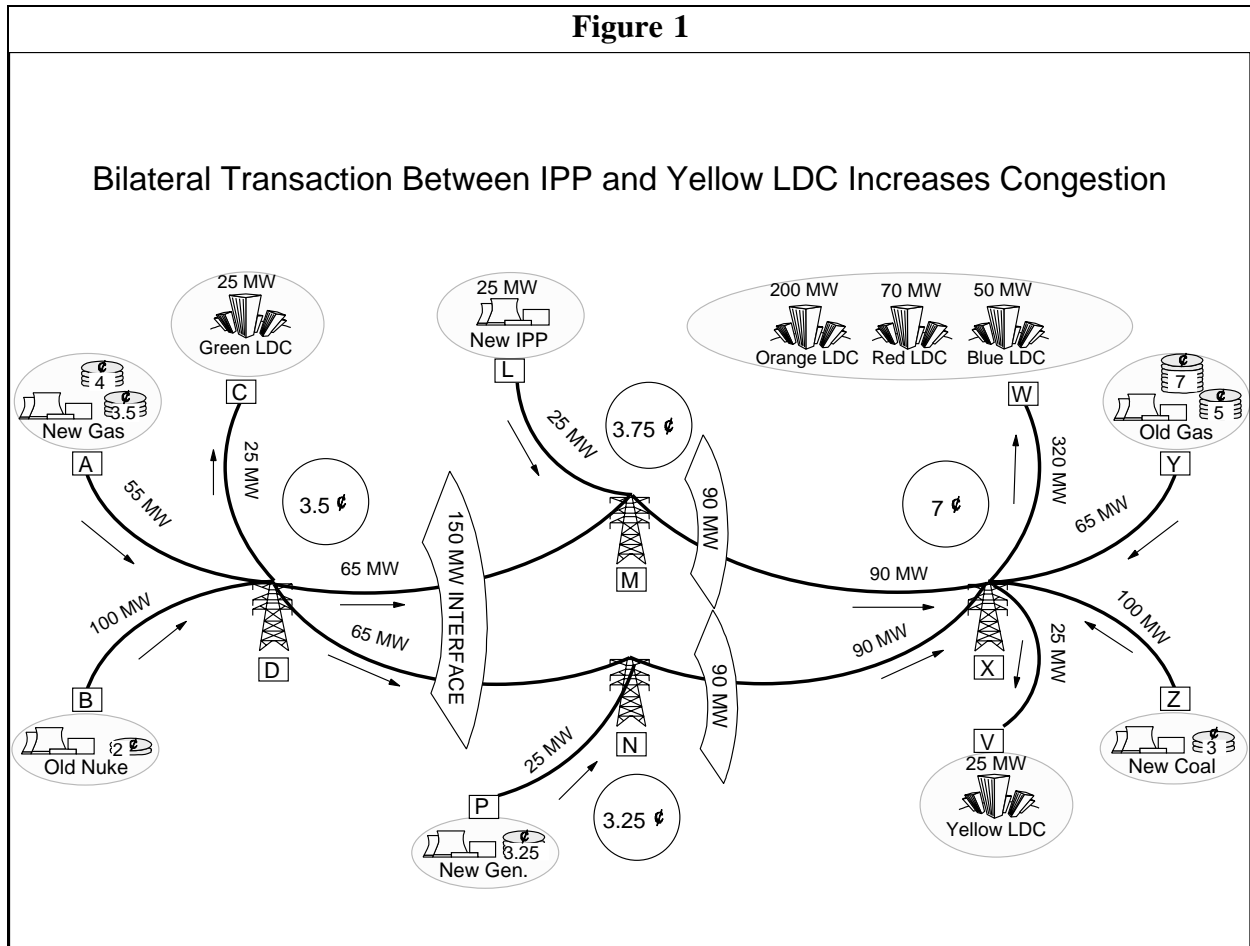 Figure 1
Bilateral Transaction Between IPP and Yellow LDC Increases Congestion
25 MW
Green LDC
C
25 MW
New IPP
L
200 MW
70 MW
50 MW
Orange LDC
Red LDC
Blue LDC
W
¢
4
¢
3.5
New Gas
A
¢
7
¢
5
Old Gas
Y
55 MW
25 MW
3.5 ¢
25 MW
3.75 ¢
90 MW
7 ¢
320 MW
65 MW
150 MW INTERFACE
65 MW
M
90 MW
100 MW
65 MW
D
90 MW
90 MW
X
25 MW
100 MW
B
2 ¢
Old Nuke
25 MW
N
P
¢
3.25
New Gen.
3.25 ¢
V
25 MW
Yellow LDC
Z
¢
3
New Coal